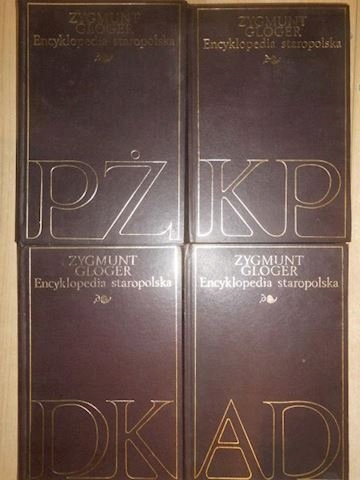 ZYGMUNT
GLOGER
Encyklopedia staropolska
PŻ
ZYGMUNT
GLOGER
Encyklopedia staropolska
KP
ZYGMUNT
GLOGER
Encyklopedia staropolska
DK
ZYGMUNT
GLOGER
Encyklopedia staropolska
AD